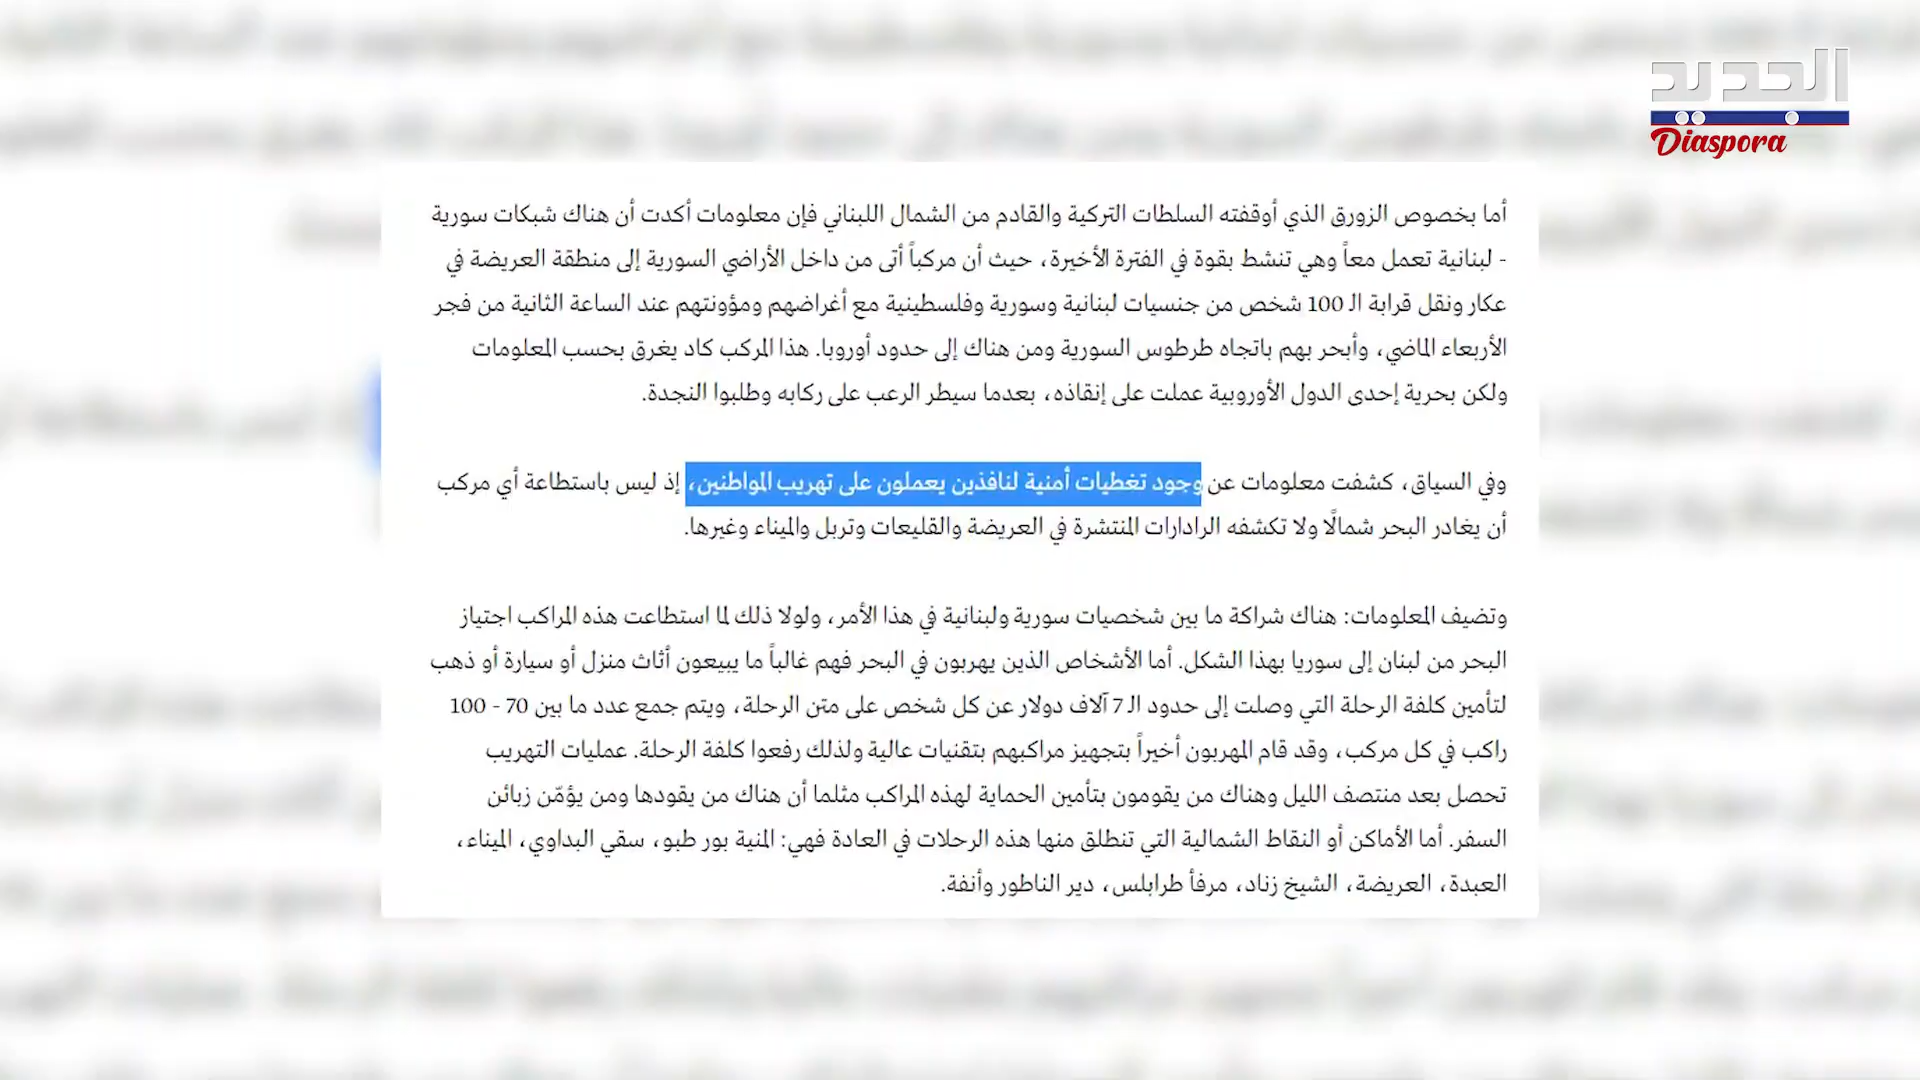 الجديد
Diaspora
أما بخصوص الزورق الذي أوقفته السلطات التركية والقادم من الشمال اللبناني فإن معلومات أكدت أن هناك شبكات سورية
- لبنانية تعمل معاً وهي تنشط بقوة في الفترة الأخيرة، حيث أن مركباً أتى من داخل الأراضي السورية إلى منطقة العريضة في
عكار ونقل قرابة الـ 100 شخص من جنسيات لبنانية وسورية وفلسطينية مع أغراضهم ومؤونتهم عند الساعة الثانية من فجر
الأربعاء الماضي، وأبحر بهم باتجاه طرطوس السورية ومن هناك إلى حدود أوروبا. هذا المركب كاد يغرق بحسب المعلومات
ولكن بحرية إحدى الدول الأوروبية عملت على إنقاذه، بعدما سيطر الرعب على ركابه وطلبوا النجدة.
وفي السياق، كشفت معلومات عن وجود تغطيات أمنية لنافذين يعملون على تهريب المواطنين، إذ ليس باستطاعة أي مركب
أن يغادر البحر شمالًا ولا تكشفه الرادارات المنتشرة في العريضة والقليعات وتربل والميناء وغيرها.
وتضيف المعلومات: هناك شراكة ما بين شخصيات سورية ولبنانية في هذا الأمر، ولولا ذلك لما استطاعت هذه المراكب اجتياز
البحر من لبنان إلى سوريا بهذا الشكل. أما الأشخاص الذين يهربون في البحر فهم غالباً ما يبيعون أثاث منزل أو سيارة أو ذهب
لتأمين كلفة الرحلة التي وصلت إلى حدود الـ 7 آلاف دولار عن كل شخص على متن الرحلة، ويتم جمع عدد ما بين 70 - 100
راكب في كل مركب، وقد قام المهربون أخيراً بتجهيز مراكبهم بتقنيات عالية ولذلك رفعوا كلفة الرحلة. عمليات التهريب
تحصل بعد منتصف الليل وهناك من يقومون بتأمين الحماية لهذه المراكب مثلما أن هناك من يقودها ومن يؤمّن زبائن
السفر. أما الأماكن أو النقاط الشمالية التي تنطلق منها هذه الرحلات في العادة فهي: المنية بور طبو، سقي البداوي، الميناء،
العبدة، العريضة، الشيخ زناد، مرفأ طرابلس، دير الناطور وأنفة.